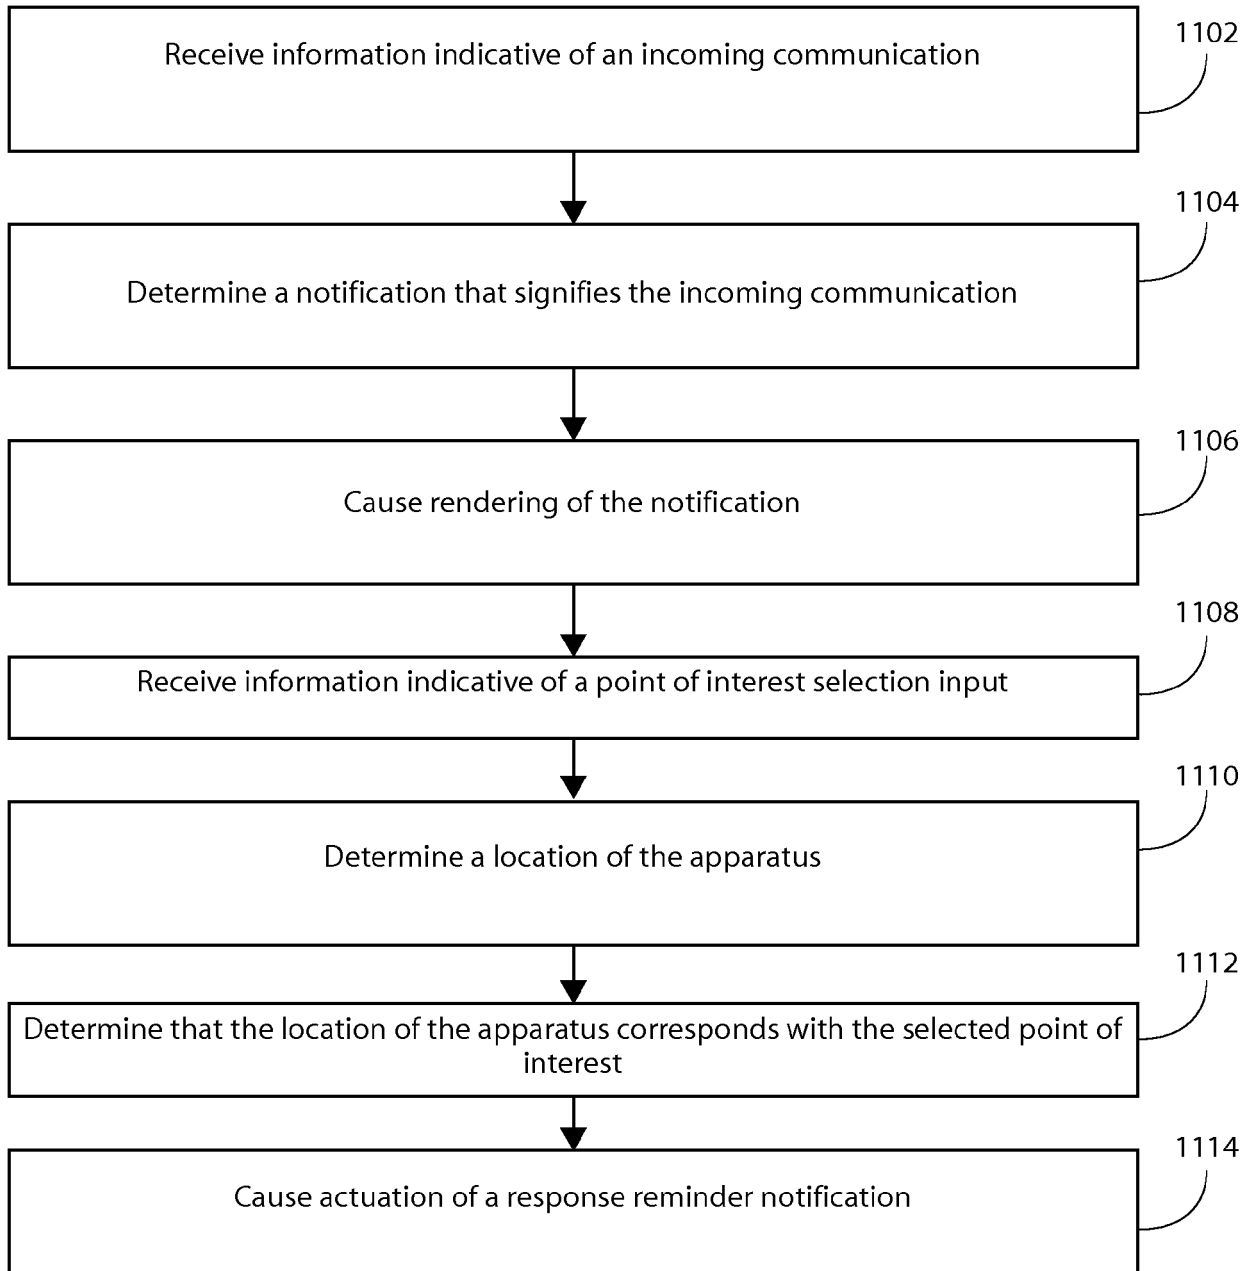 1102
Receive information indicative of an incoming communication
1104
Determine a notification that signifies the incoming communication
1106
Cause rendering of the notification
1108
Receive information indicative of a point of interest selection input
1110
Determine a location of the apparatus
1112
Determine that the location of the apparatus corresponds with the selected point of
interest
1114
Cause actuation of a response reminder notification